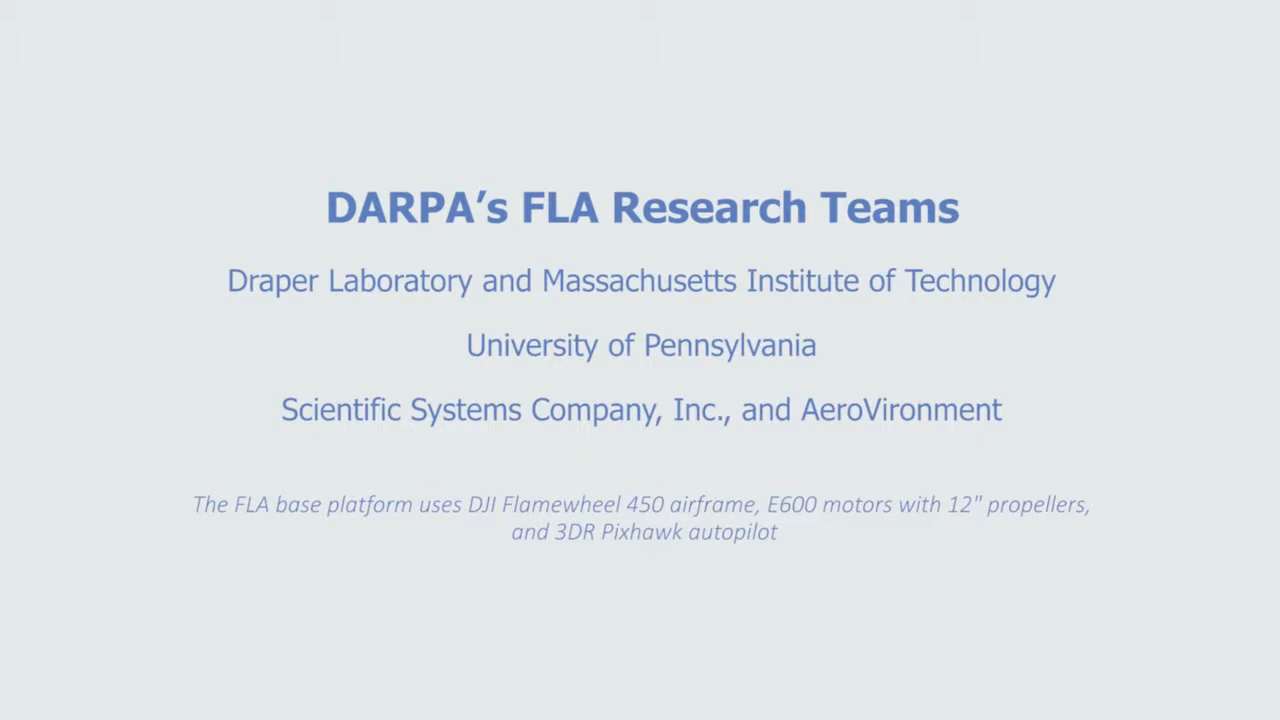 DARPA’s FLA Research Teams
Draper Laboratory and Massachusetts Institute of Technology
University of Pennsylvania
Scientific Systems Company, Inc., and AeroVironment
The FLA base platform uses DJI Flamewheel 450 airframe, E600 motors with 12" propellers,
and 3DR Pixhawk autopilot